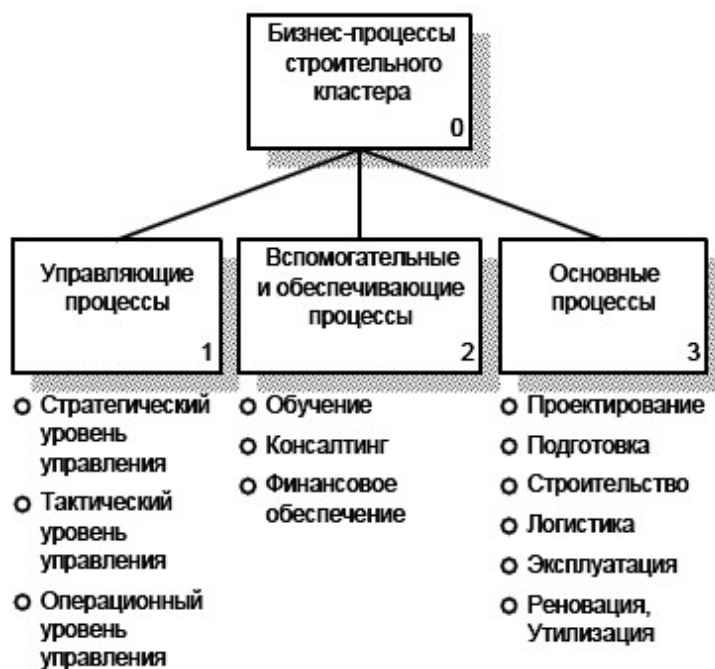 Бизнес-процессы
строительного
кластера
0
Управляющие
процессы
1
Вспомогательные
и обеспечивающие
процессы
2
Основные
процессы
3
Стратегический
уровень
управления
Тактический
уровень
управления
Операционный
уровень
управления
Обучение
Консалтинг
Финансовое
обеспечение
Проектирование
Подготовка
Строительство
Логистика
Эксплуатация
Реновация,
Утилизация